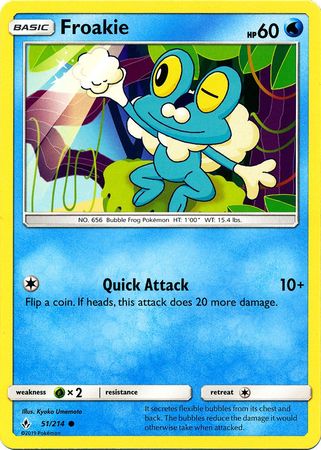 BASIC Froakie HP60
NO. 656 Bubble Frog Pokémon HT: 1'00" WT: 15.4 lbs.
Quick Attack 10+
Flip a coin. If heads, this attack does 20 more damage.
weakness × 2 resistance retreat
Illus. Kyoko Umemoto
51/214
©2019 Pokémon
It secretes flexible bubbles from its chest and
back. The bubbles reduce the damage it would
otherwise take when attacked.